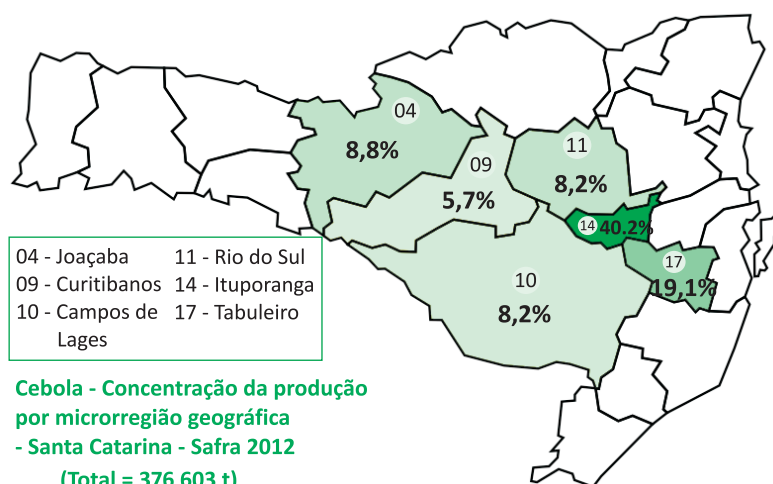 04
8,8%
09
5,7%
11
8,2%
14 40.2%
17
19,1%
10
8,2%
04 - Joaçaba 11 - Rio do Sul
09 - Curitibanos 14 - Ituporanga
10 - Campos de 17 - Tabuleiro
Lages
Cebola - Concentração da produção
por microrregião geográfica
- Santa Catarina - Safra 2012
(Total = 376.603 t)